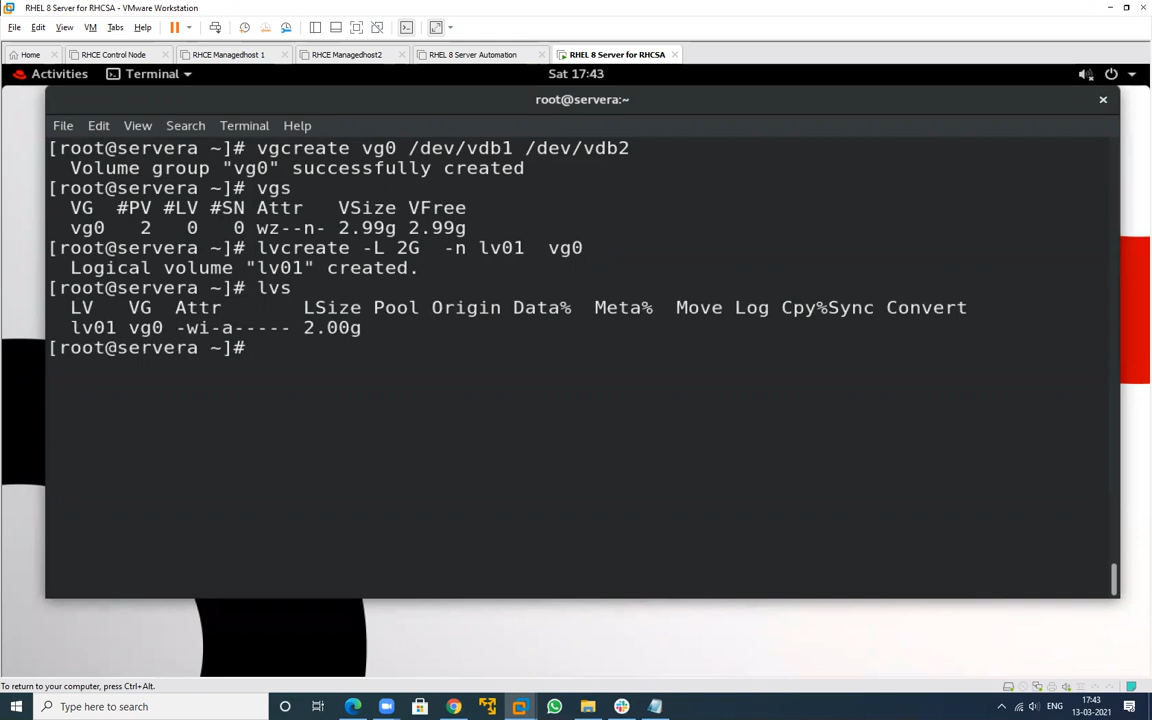 RHEL 8 Server for RHCSA - VMware Workstation
File Edit View VM Tabs Help
Home RHCE Control Node RHCE Managedhost 1 RHCE Managedhost2 RHEL 8 Server Automation RHEL 8 Server for RHCSA
Activities Terminal Sat 17:43
root@servera:~
File Edit View Search Terminal Help
[root@servera ~]# vgcreate vg0 /dev/vdb1 /dev/vdb2
  Volume group "vg0" successfully created
[root@servera ~]# vgs
  VG  #PV #LV #SN Attr   VSize VFree
  vg0   2   0   0 wz--n- 2.99g 2.99g
[root@servera ~]# lvcreate -L 2G  -n lv01  vg0
  Logical volume "lv01" created.
[root@servera ~]# lvs
  LV   VG  Attr       LSize Pool Origin Data%  Meta%  Move Log Cpy%Sync Convert
  lv01 vg0 -wi-a----- 2.00g
[root@servera ~]#
To return to your computer, press Ctrl+Alt.
Type here to search
ENG
17:43
13-03-2021